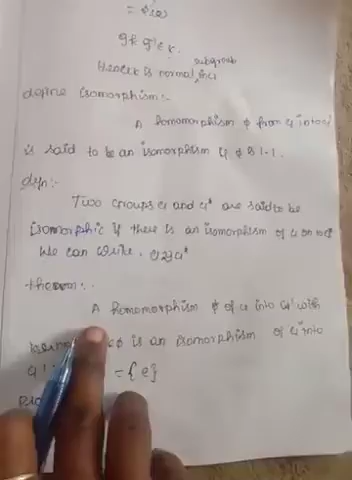 = φ(e)
gkg⁻¹ ∈ K.
Hence K is normal subgroup in G
define isomorphism:-
A homomorphism φ from G into G'
is said to be an isomorphism if φ is 1-1.
defn:-
Two groups G and G* are said to be
isomorphic if there is an isomorphism of G onto G*
We can write. G ≅ G*
theorem:-
A homomorphism φ of G into G' with
φ is an isomorphism of G into
G'
= {e}